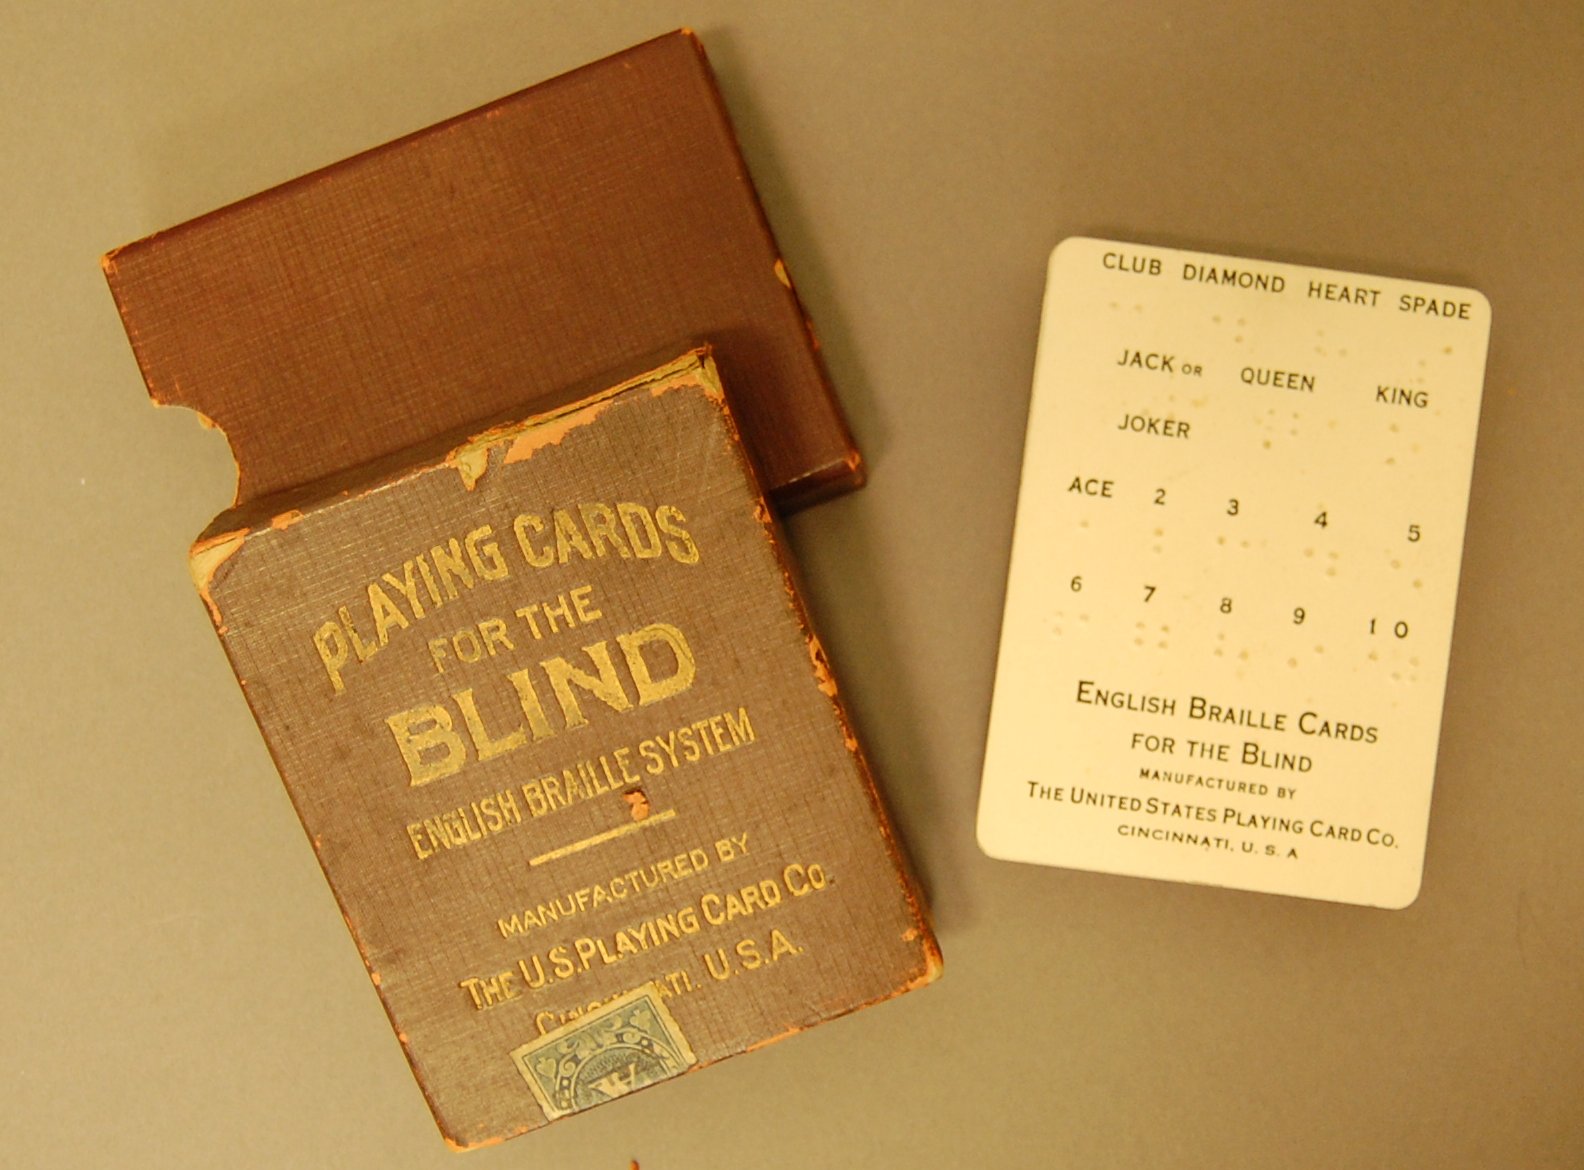 PLAYING CARDS
FOR THE
BLIND
ENGLISH BRAILLE SYSTEM
MANUFACTURED BY
THE U.S. PLAYING CARD CO.
U.S.A.
CLUB DIAMOND HEART SPADE
JACK OR QUEEN KING
JOKER
ACE 2 3 4 5
6 7 8 9 10
ENGLISH BRAILLE CARDS
FOR THE BLIND
MANUFACTURED BY
THE UNITED STATES PLAYING CARD CO.
CINCINNATI, U. S. A